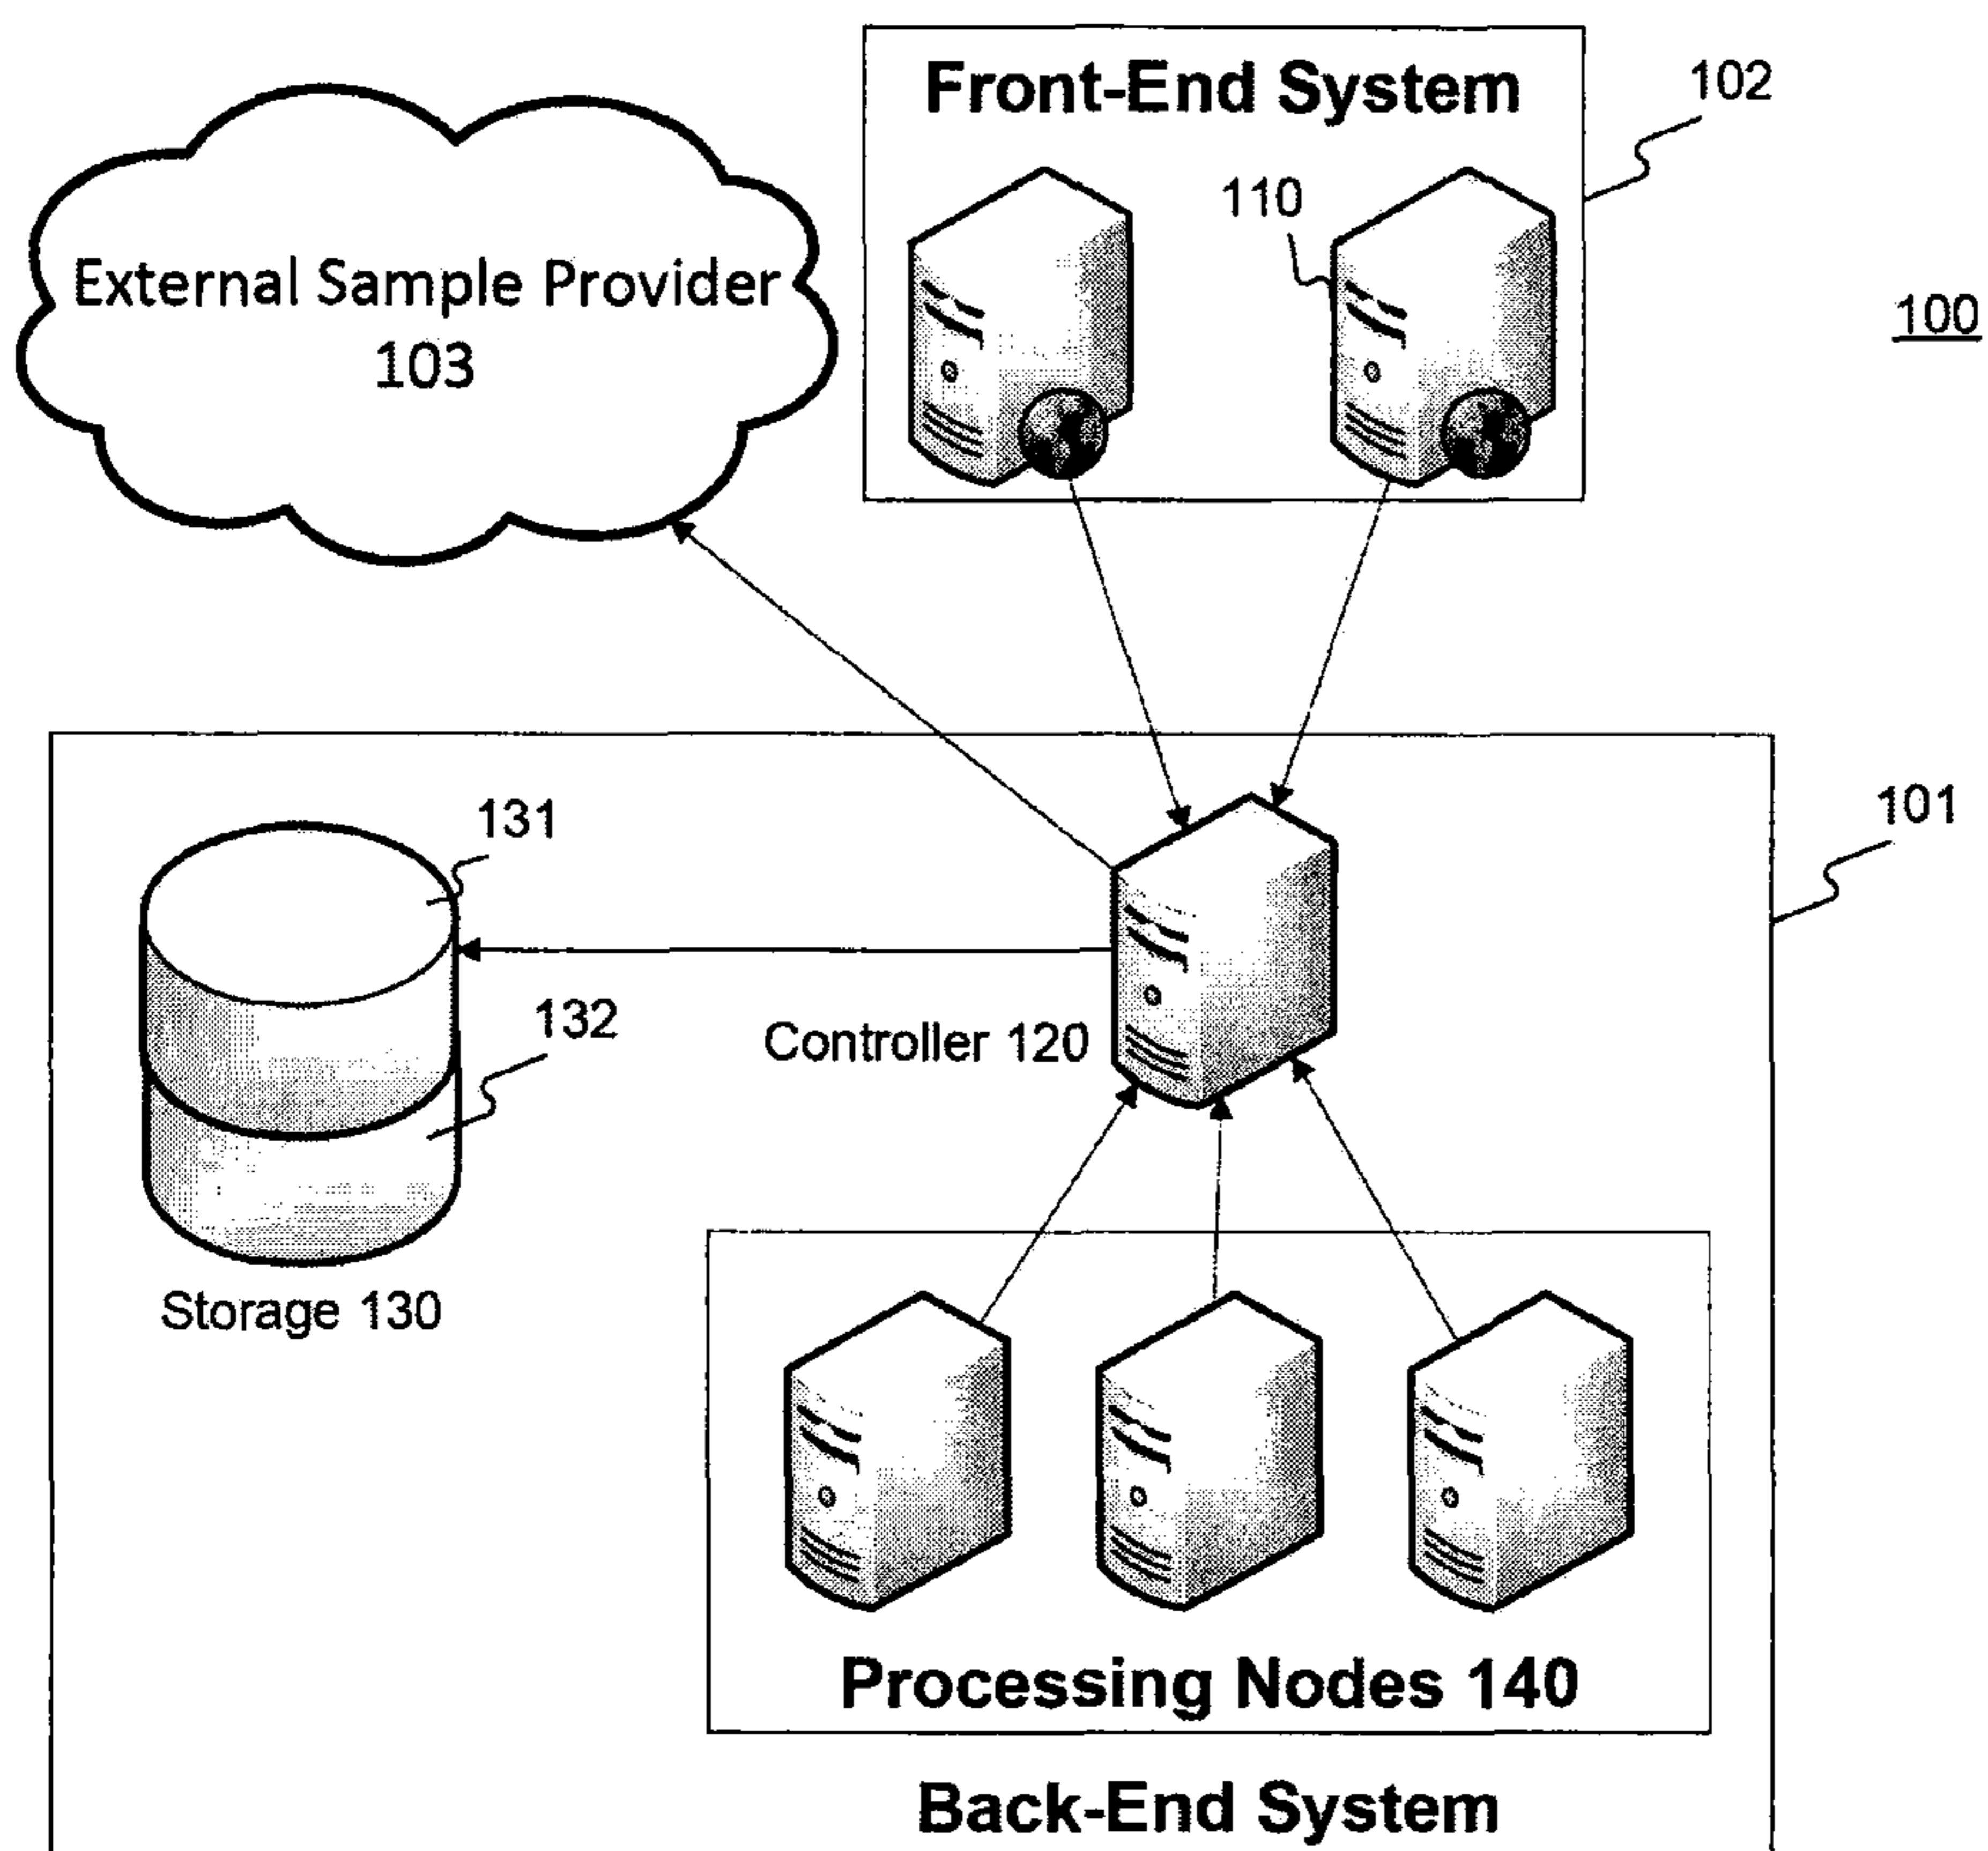 Front-End System
102
110
External Sample Provider
103
100
101
131
132
Controller 120
Storage 130
Processing Nodes 140
Back-End System